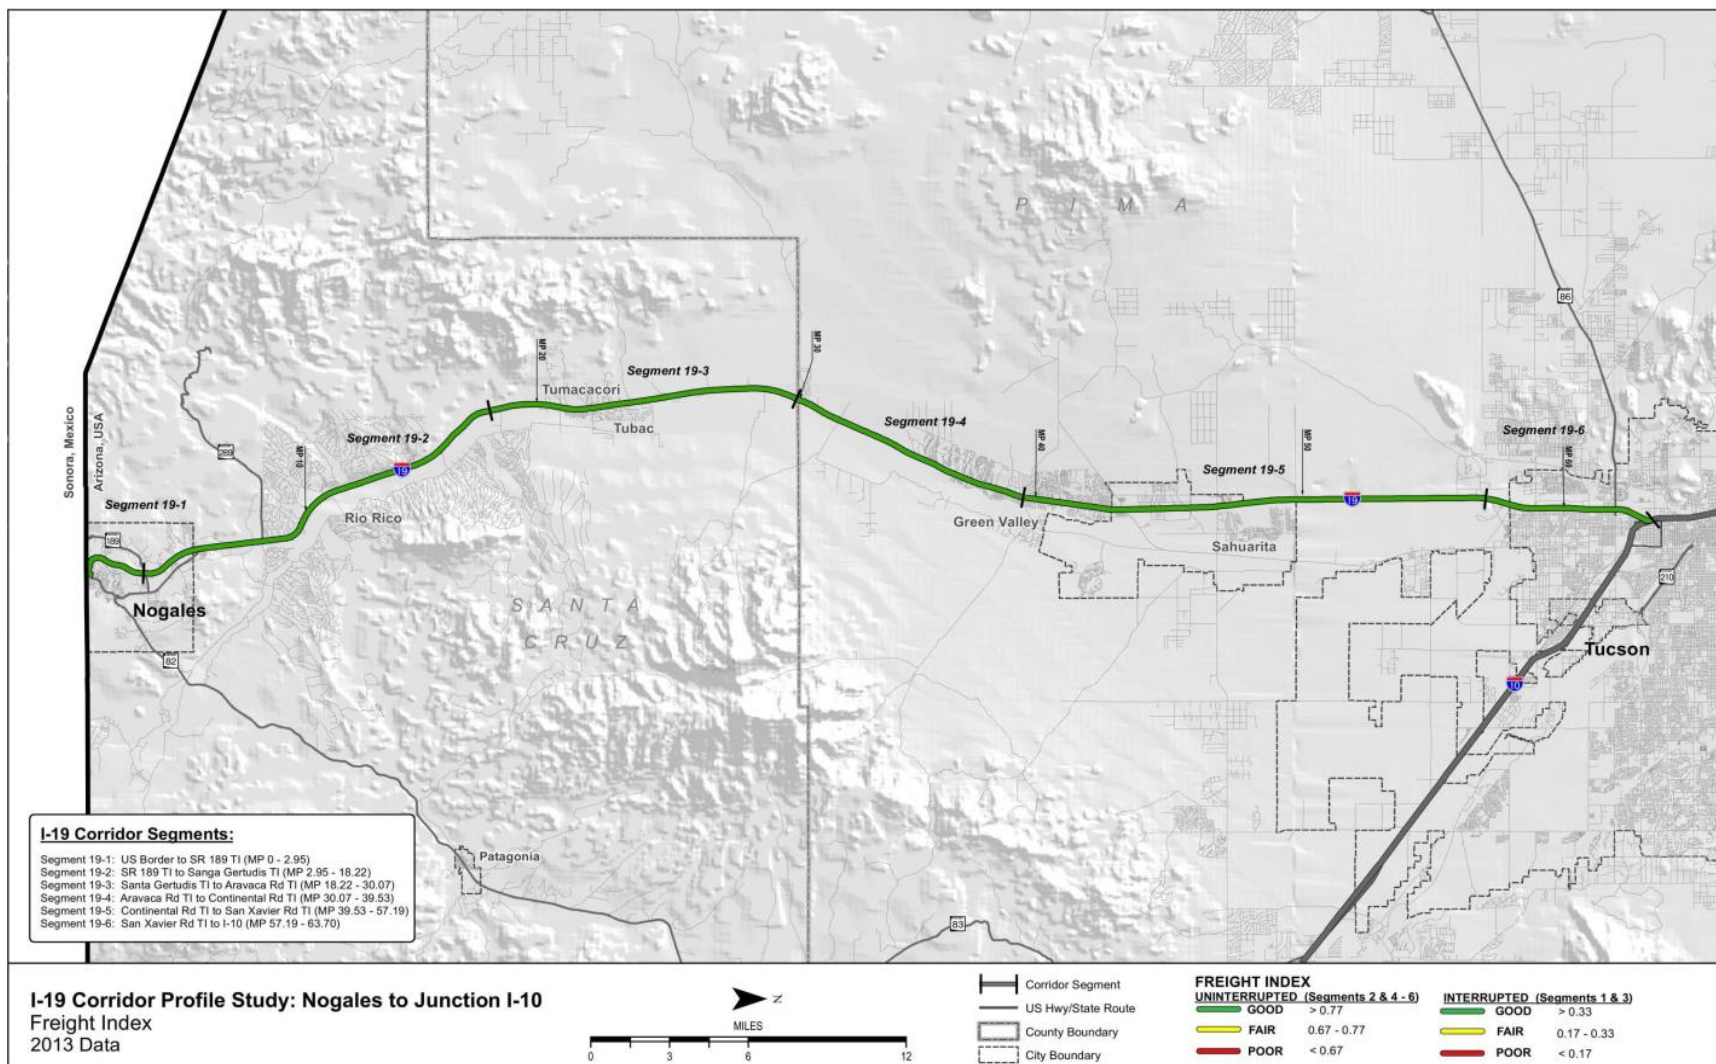 P I M A
86
MP 20
MP 30
Segment 19-3
Tumacacori
Tubac
Sonora, Mexico
Arizona, USA
Segment 19-2
289
MP 10
19
Segment 19-4
MP 40
MP 50
Segment 19-6
MP 60
Segment 19-5
19
Segment 19-1
Rio Rico
Green Valley
Sahuarita
189
210
Nogales
S A N T A
C R U Z
82
Tucson
10
Patagonia
83
I-19 Corridor Segments:
Segment 19-1: US Border to SR 189 TI (MP 0 - 2.95)
Segment 19-2: SR 189 TI to Sanga Gertudis TI (MP 2.95 - 18.22)
Segment 19-3: Santa Gertudis TI to Aravaca Rd TI (MP 18.22 - 30.07)
Segment 19-4: Aravaca Rd TI to Continental Rd TI (MP 30.07 - 39.53)
Segment 19-5: Continental Rd TI to San Xavier Rd TI (MP 39.53 - 57.19)
Segment 19-6: San Xavier Rd TI to I-10 (MP 57.19 - 63.70)
I-19 Corridor Profile Study: Nogales to Junction I-10
Freight Index
2013 Data
N
MILES
0 3 6 12
Corridor Segment
US Hwy/State Route
County Boundary
City Boundary
FREIGHT INDEX
UNINTERRUPTED (Segments 2 & 4 - 6)
GOOD > 0.77
FAIR 0.67 - 0.77
POOR < 0.67
INTERRUPTED (Segments 1 & 3)
GOOD > 0.33
FAIR 0.17 - 0.33
POOR < 0.17